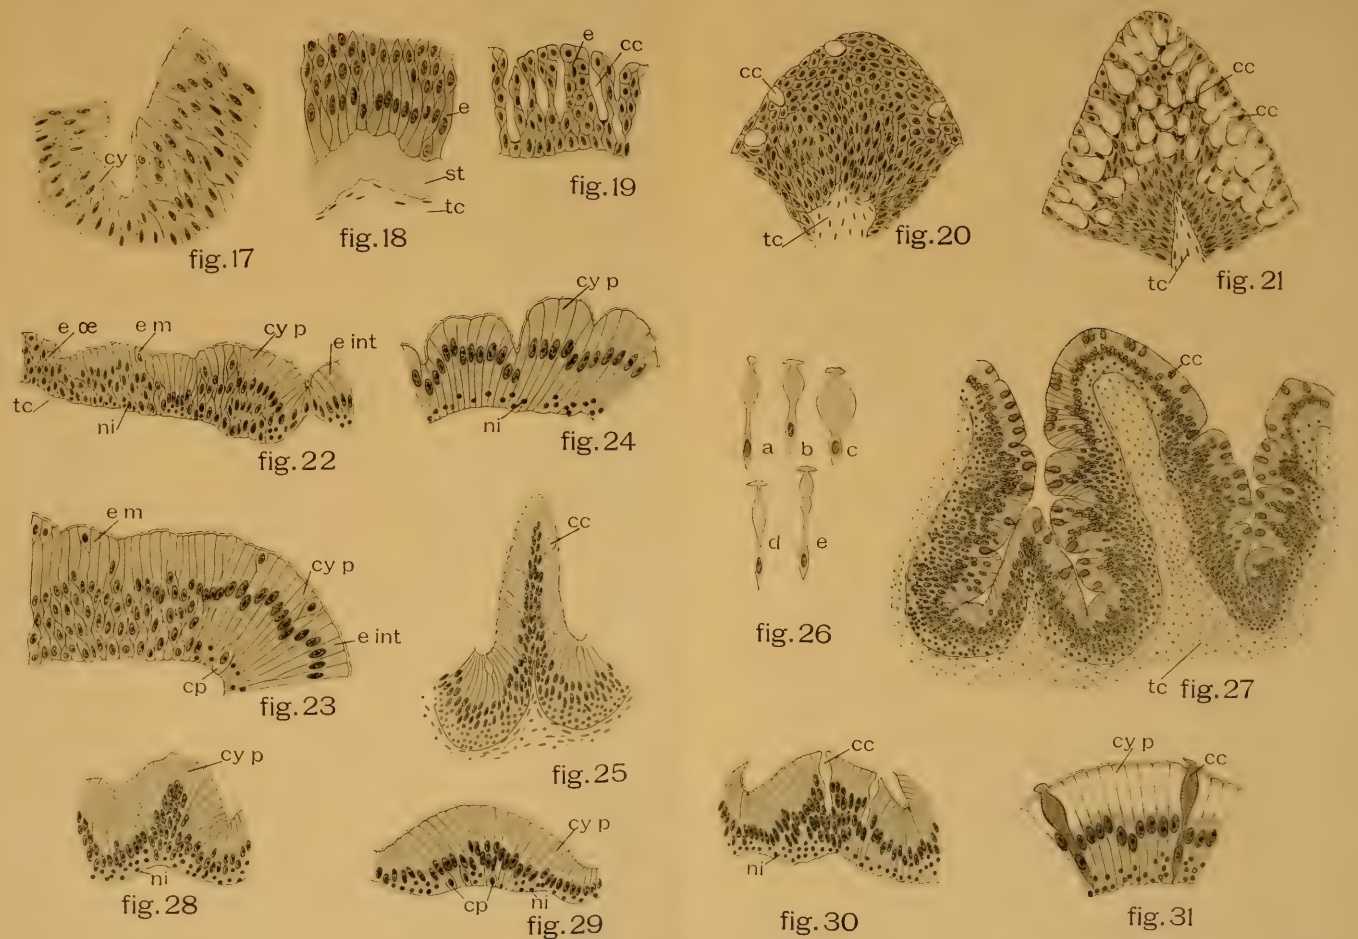 cy
fig. 17
e
st
tc
fig. 18
e
cc
fig. 19
cc
tc
fig. 20
cc
cc
tc
fig. 21
e œ
e m
cy p
e int
tc
ni
fig. 22
cy p
ni
fig. 24
e m
cy p
e int
cp
fig. 23
cc
fig. 25
a
b
c
d
e
fig. 26
cc
tc
fig. 27
cy p
ni
fig. 28
cy p
cp
ni
fig. 29
cc
ni
fig. 30
cy p
cc
fig. 31